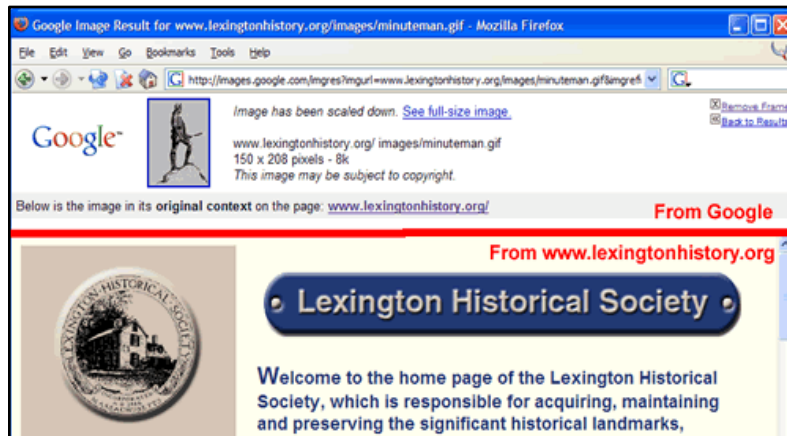 Google Image Result for www.lexingtonhistory.org/images/minuteman.gif - Mozilla Firefox
File Edit View Go Bookmarks Tools Help
http://images.google.com/imgres?imgurl=www.lexingtonhistory.org/images/minuteman.gif&imgrefu
Google™
Image has been scaled down. See full-size image.
www.lexingtonhistory.org/ images/minuteman.gif
150 x 208 pixels - 8k
This image may be subject to copyright.
Remove Frame
Back to Results
Below is the image in its original context on the page: www.lexingtonhistory.org/
From Google
From www.lexingtonhistory.org
LEXINGTON HISTORICAL SOCIETY
Lexington Historical Society
Welcome to the home page of the Lexington Historical
Society, which is responsible for acquiring, maintaining
and preserving the significant historical landmarks,